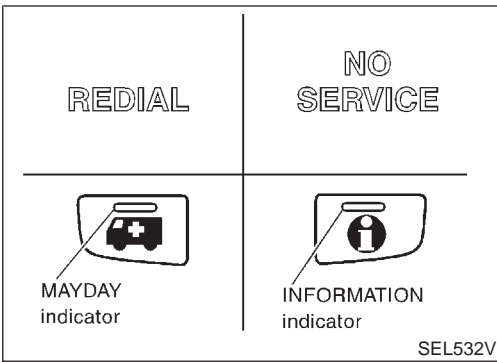 REDIAL
NO
SERVICE
MAYDAY
indicator
INFORMATION
indicator
SEL532V